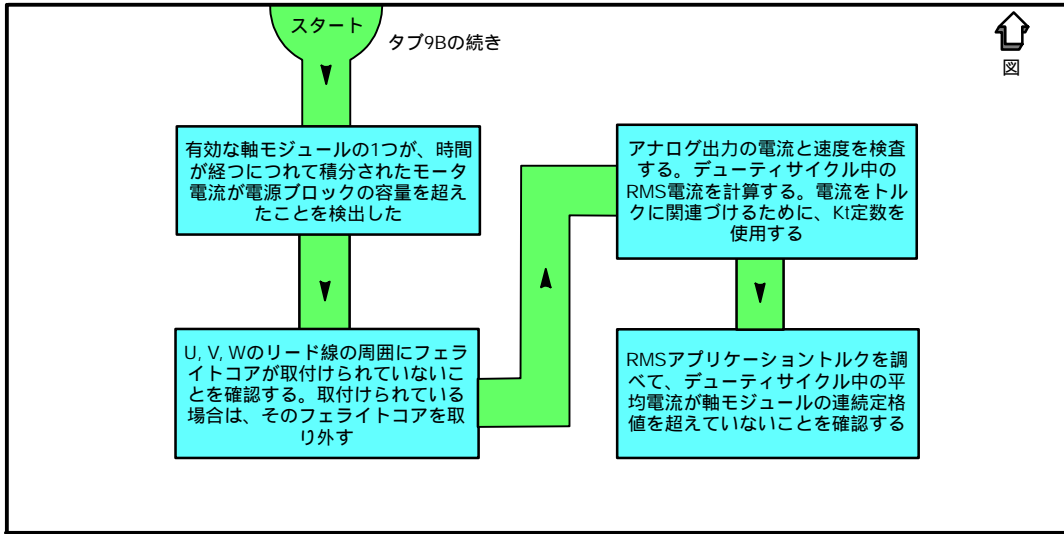 スタート
タブ9Bの続き
図
有効な軸モジュールの1つが、時間
が経つにつれて積分されたモータ
電流が電源ブロックの容量を超え
たことを検出した
U, V, Wのリード線の周囲にフェラ
イトコアが取付けられていないこ
とを確認する。取付けられている
場合は、そのフェライトコアを取
り外す
アナログ出力の電流と速度を検査
する。デューティサイクル中の
RMS電流を計算する。電流をトル
クに関連づけるために、Kt定数を
使用する
RMSアプリケーショントルクを調
べて、デューティサイクル中の平
均電流が軸モジュールの連続定格
値を超えていないことを確認する